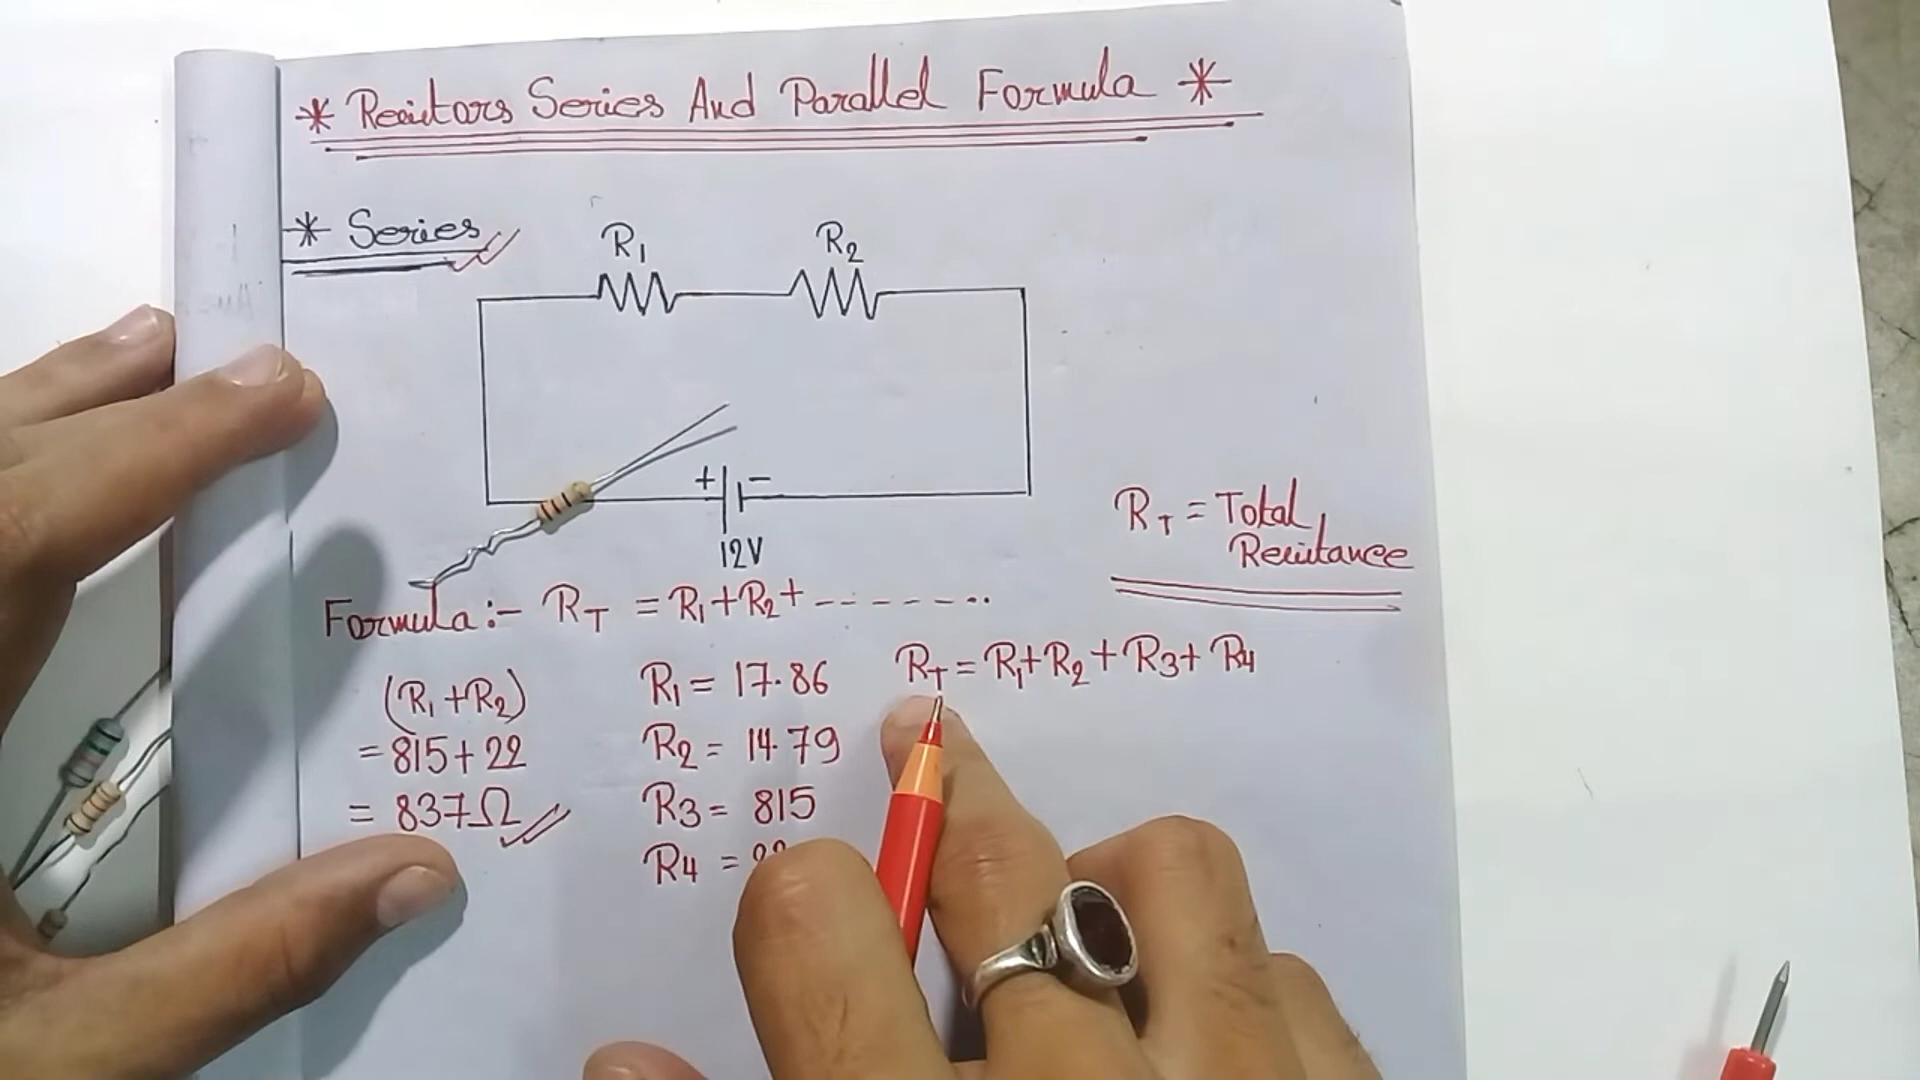 * Resistors Series And Parallel Formula *
* Series
R1
R2
+ -
12V
RT = Total
Resistance
Formula:- RT = R1+R2+--------
(R1+R2)
=815+22
= 837Ω
R1 = 17.86
R2 = 14.79
R3 = 815
R4 =
RT = R1+R2+R3+R4